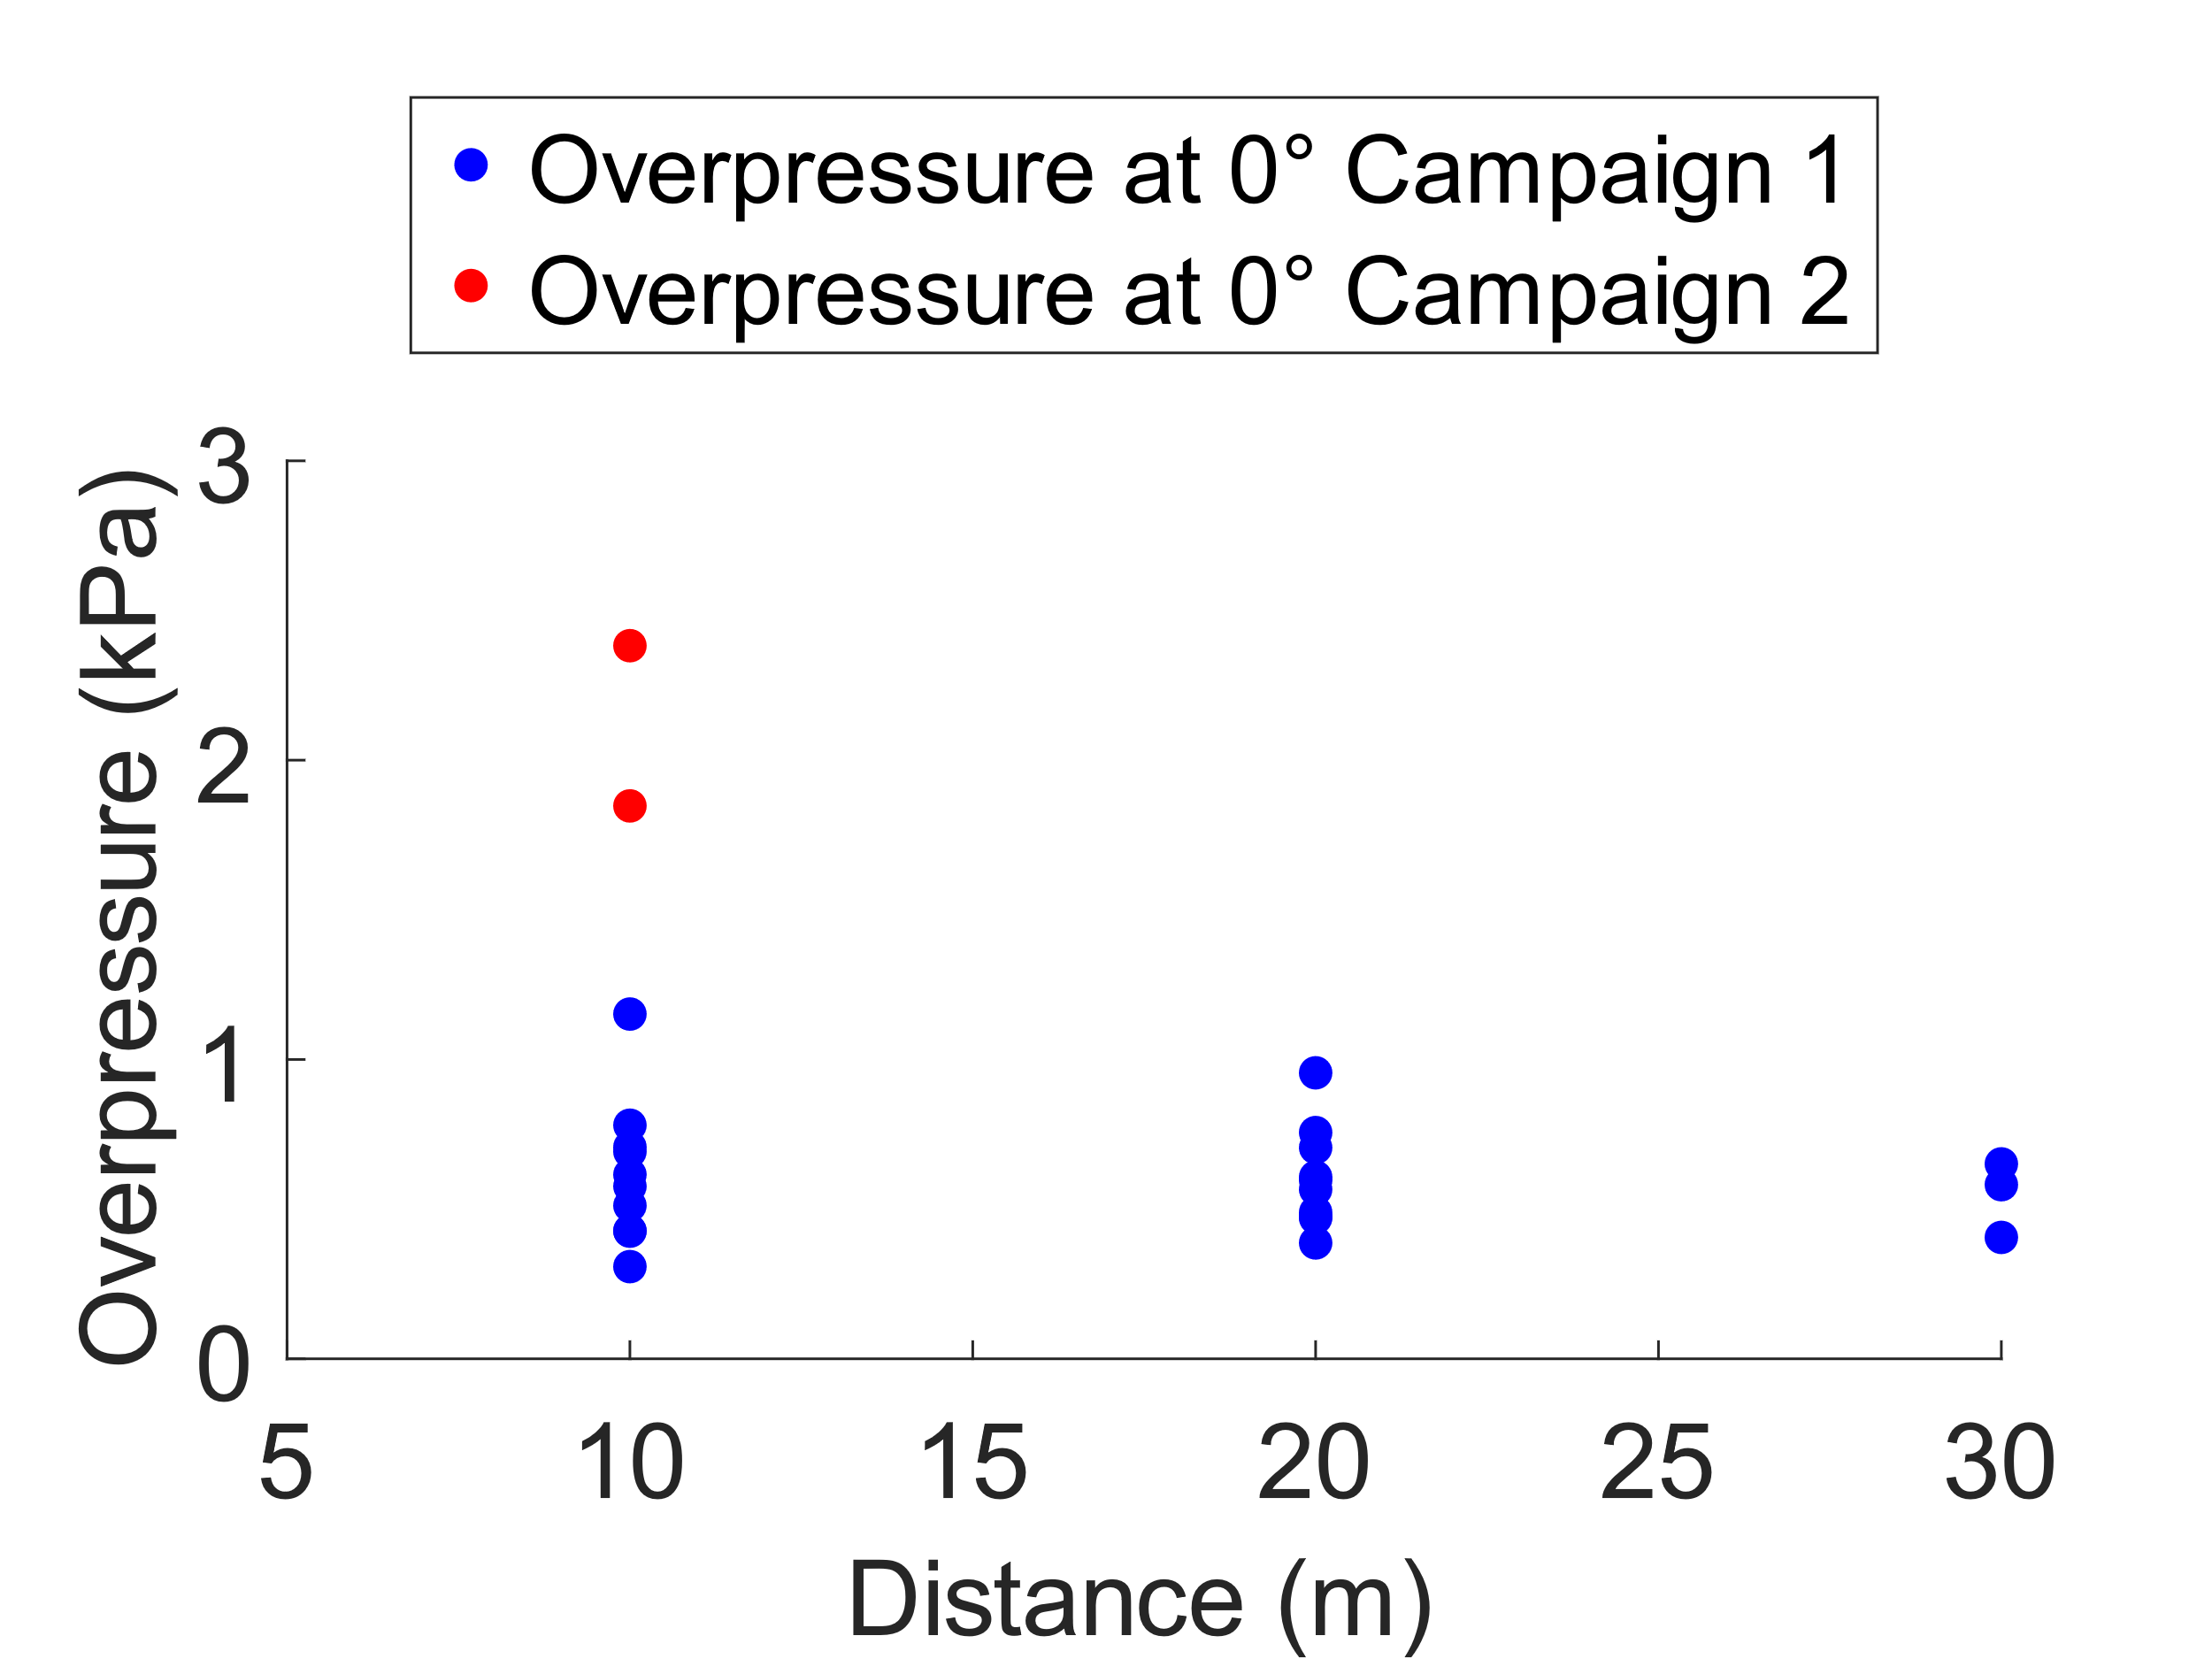 Overpressure at 0° Campaign 1
Overpressure at 0° Campaign 2
Overpressure (kPa)
3
2
1
0
5 10 15 20 25 30
Distance (m)